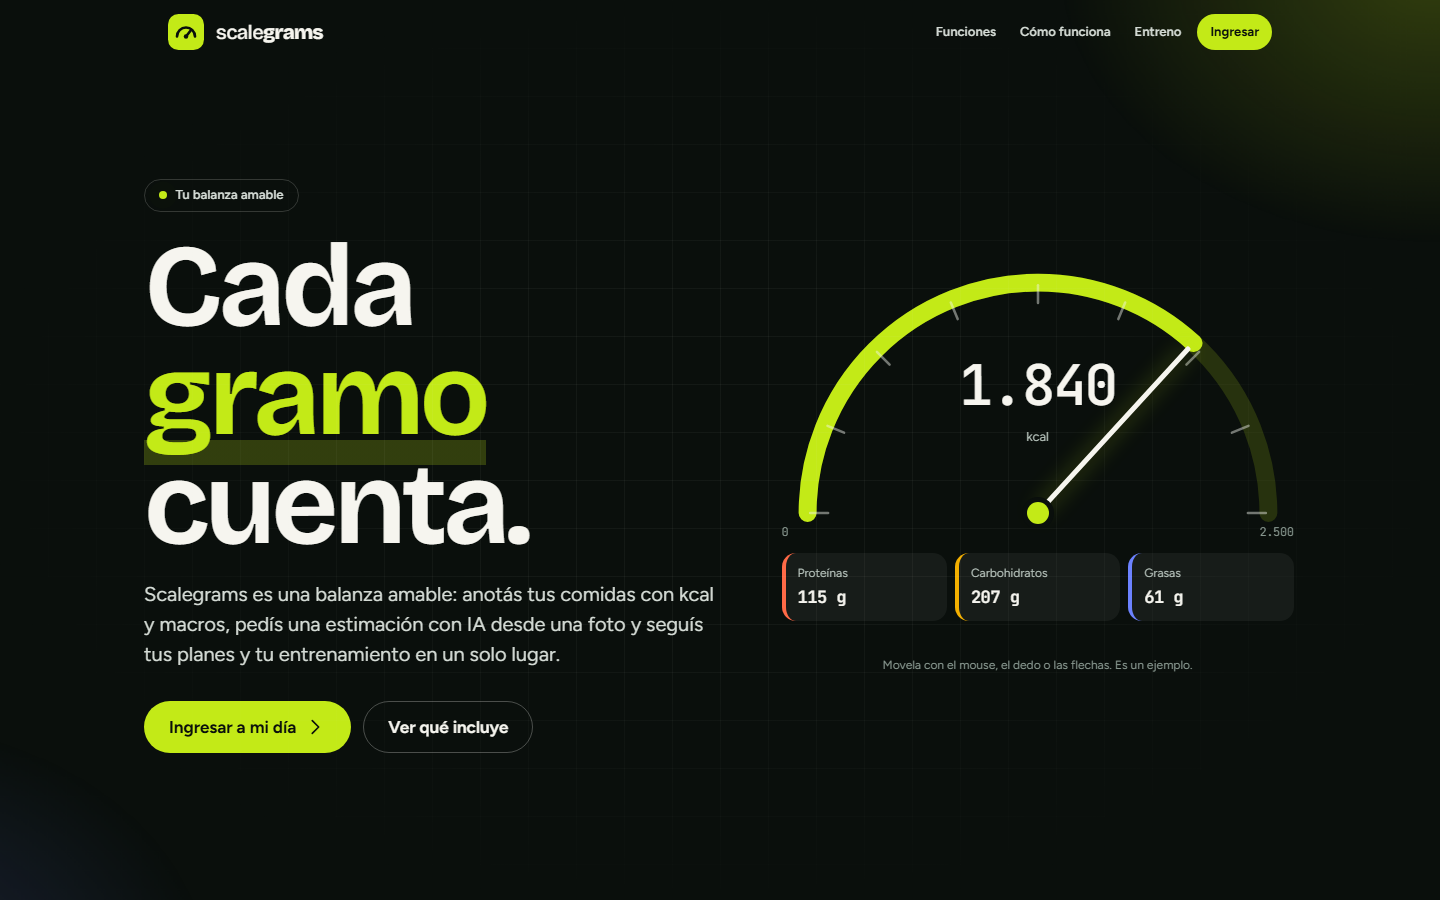 scalegrams
Funciones
Cómo funciona
Entreno
Ingresar
Tu balanza amable
Cada
gramo
cuenta.
Scalegrams es una balanza amable: anotás tus comidas con kcal
y macros, pedís una estimación con IA desde una foto y seguís
tus planes y tu entrenamiento en un solo lugar.
Ingresar a mi día
Ver qué incluye
1.840
kcal
0
2.500
Proteínas
115 g
Carbohidratos
207 g
Grasas
61 g
Movela con el mouse, el dedo o las flechas. Es un ejemplo.